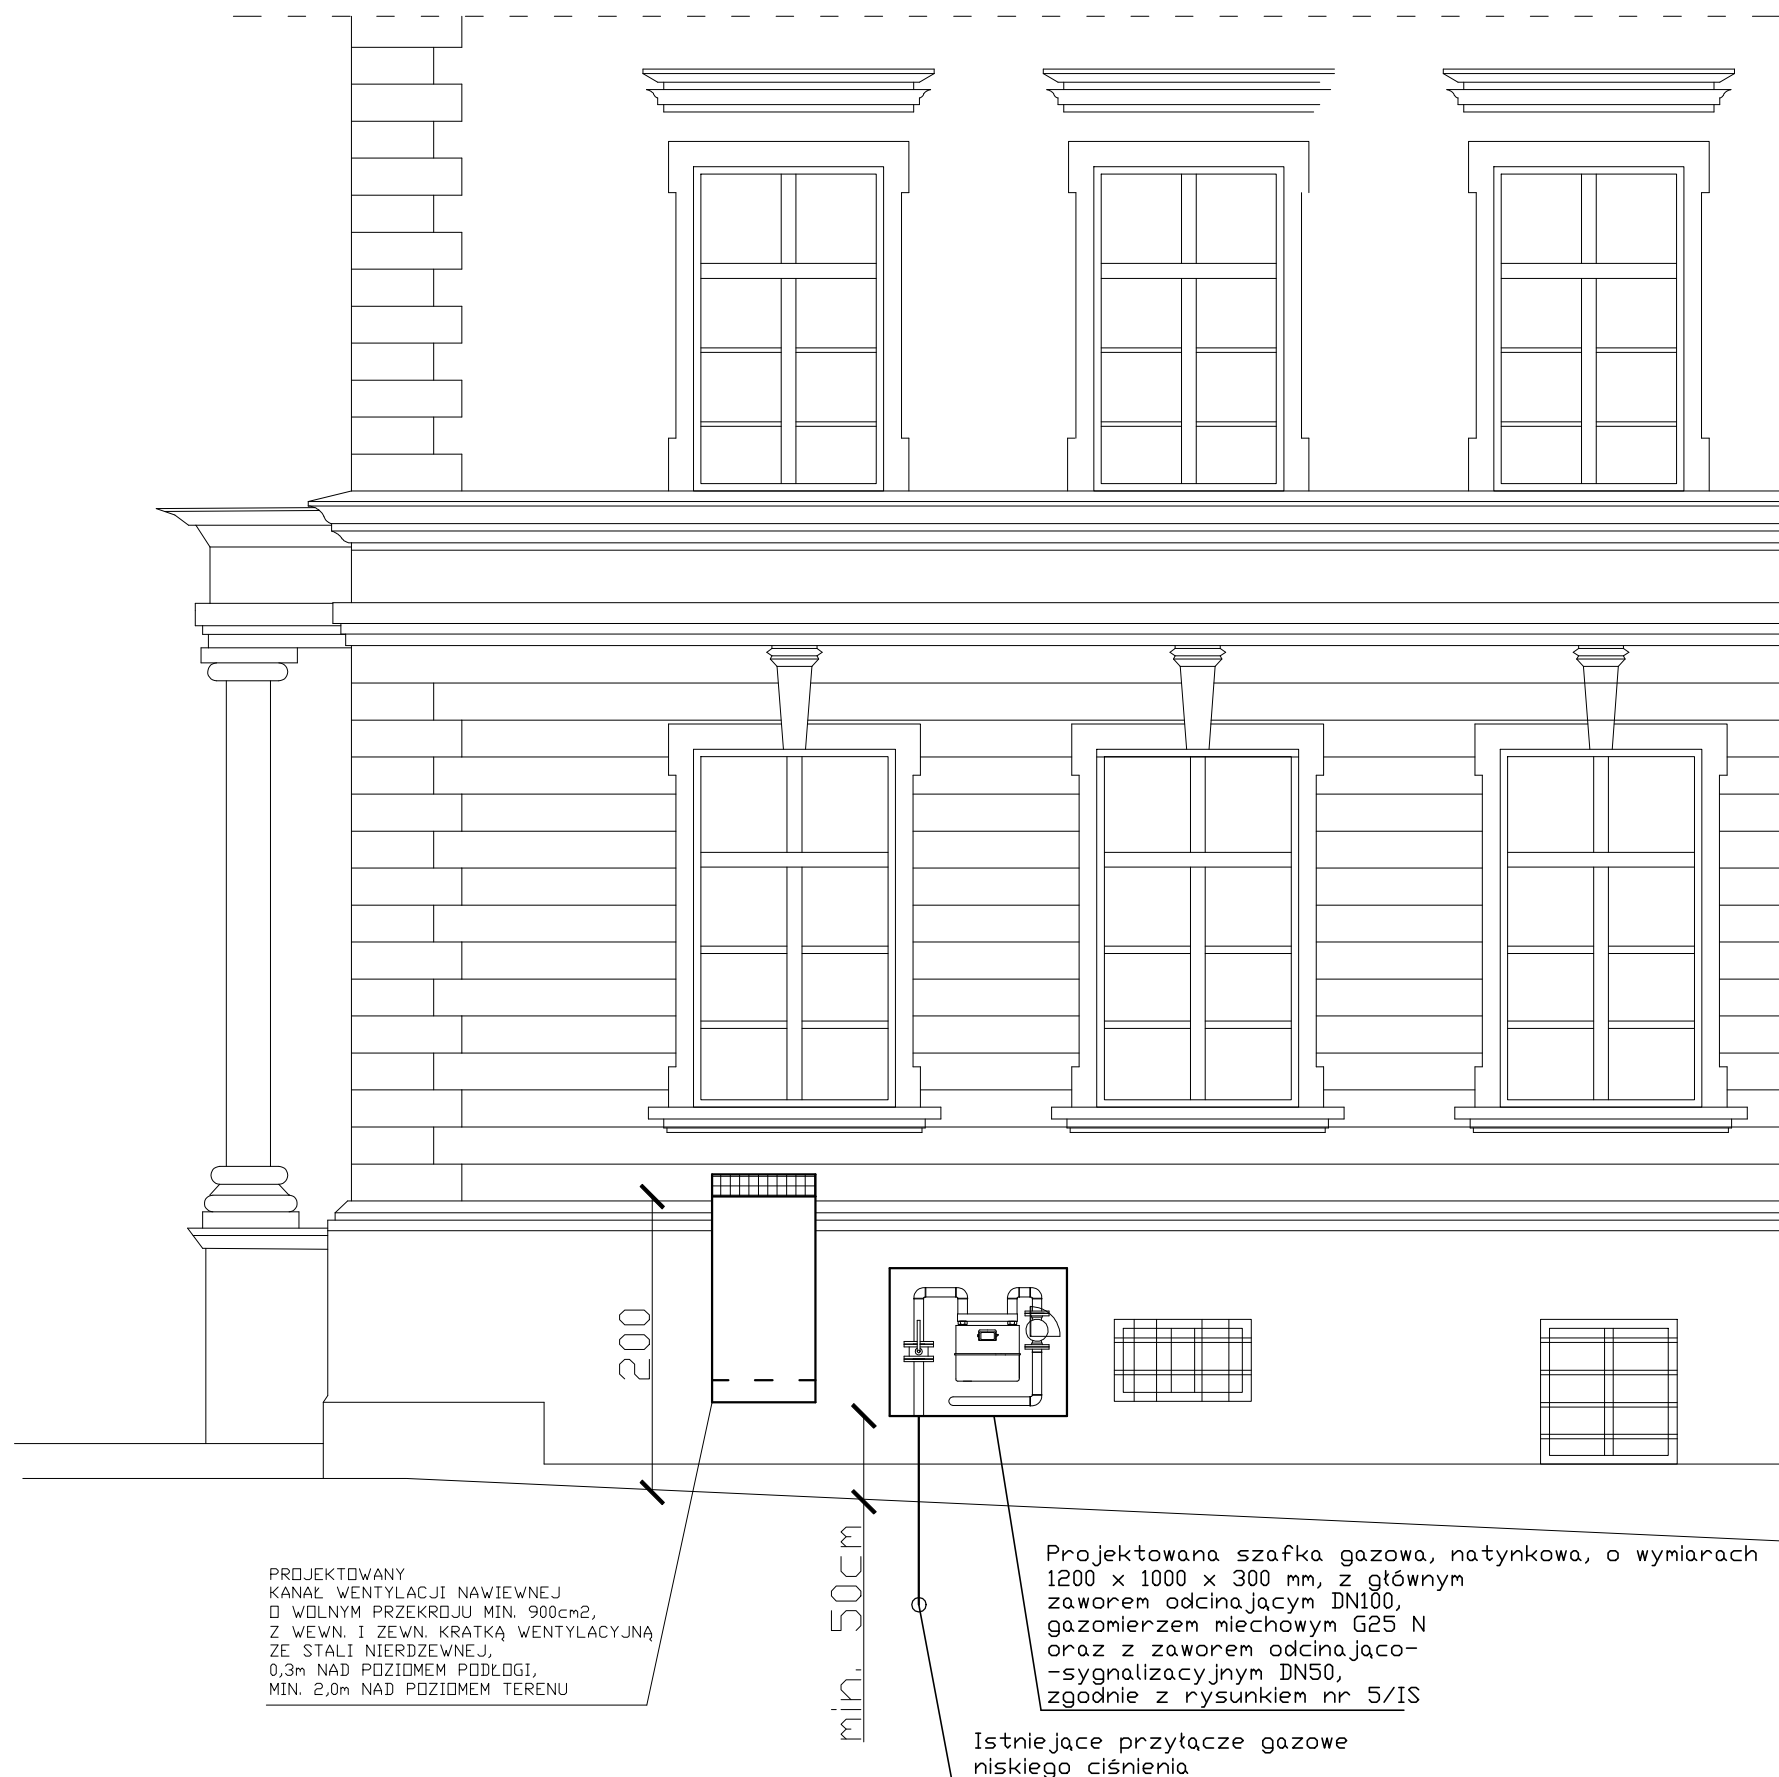 200
min. 50cm
PROJEKTOWANY
KANAŁ WENTYLACJI NAWIEWNEJ
O WOLNYM PRZEKROJU MIN. 900cm2,
Z WEWN. I ZEWN. KRATKĄ WENTYLACYJNĄ
ZE STALI NIERDZEWNEJ,
0,3m NAD POZIOMEM PODŁOGI,
MIN. 2,0m NAD POZIOMEM TERENU
Projektowana szafka gazowa, natynkowa, o wymiarach
1200 x 1000 x 300 mm, z głównym
zaworem odcinającym DN100,
gazomierzem miechowym G25 N
oraz z zaworem odcinająco-
-sygnalizacyjnym DN50,
zgodnie z rysunkiem nr 5/IS
Istniejące przyłącze gazowe
niskiego ciśnienia